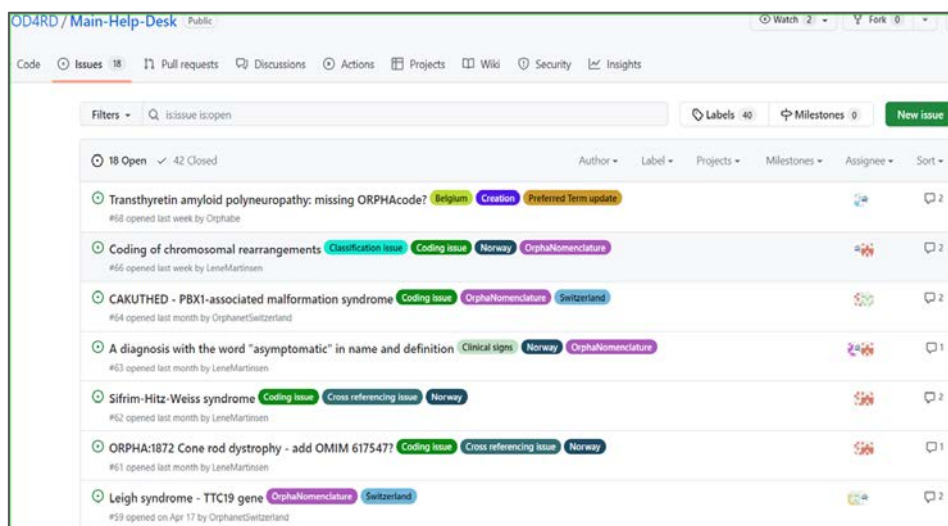 OD4RD / Main-Help-Desk Public
Watch 2 Fork 0
Code Issues 18 Pull requests Discussions Actions Projects Wiki Security Insights
Filters is:issue is:open Labels 40 Milestones 0 New issue
18 Open 42 Closed Author Label Projects Milestones Assignee Sort
Transthyretin amyloid polyneuropathy: missing ORPHAcode? Belgium Creation Preferred Term update 2
#68 opened last week by Orphabe
Coding of chromosomal rearrangements Classification issue Coding issue Norway OrphaNomenclature 2
#66 opened last week by LeneMartinsen
CAKUTHED - PBX1-associated malformation syndrome Coding issue OrphaNomenclature Switzerland 2
#64 opened last month by OrphanetSwitzerland
A diagnosis with the word "asymptomatic" in name and definition Clinical signs Norway OrphaNomenclature 1
#63 opened last month by LeneMartinsen
Sifrim-Hitz-Weiss syndrome Coding issue Cross referencing issue Norway 2
#62 opened last month by LeneMartinsen
ORPHA:1872 Cone rod dystrophy - add OMIM 617547? Coding issue Cross referencing issue Norway 1
#61 opened last month by LeneMartinsen
Leigh syndrome - TTC19 gene OrphaNomenclature Switzerland 2
#59 opened on Apr 17 by OrphanetSwitzerland